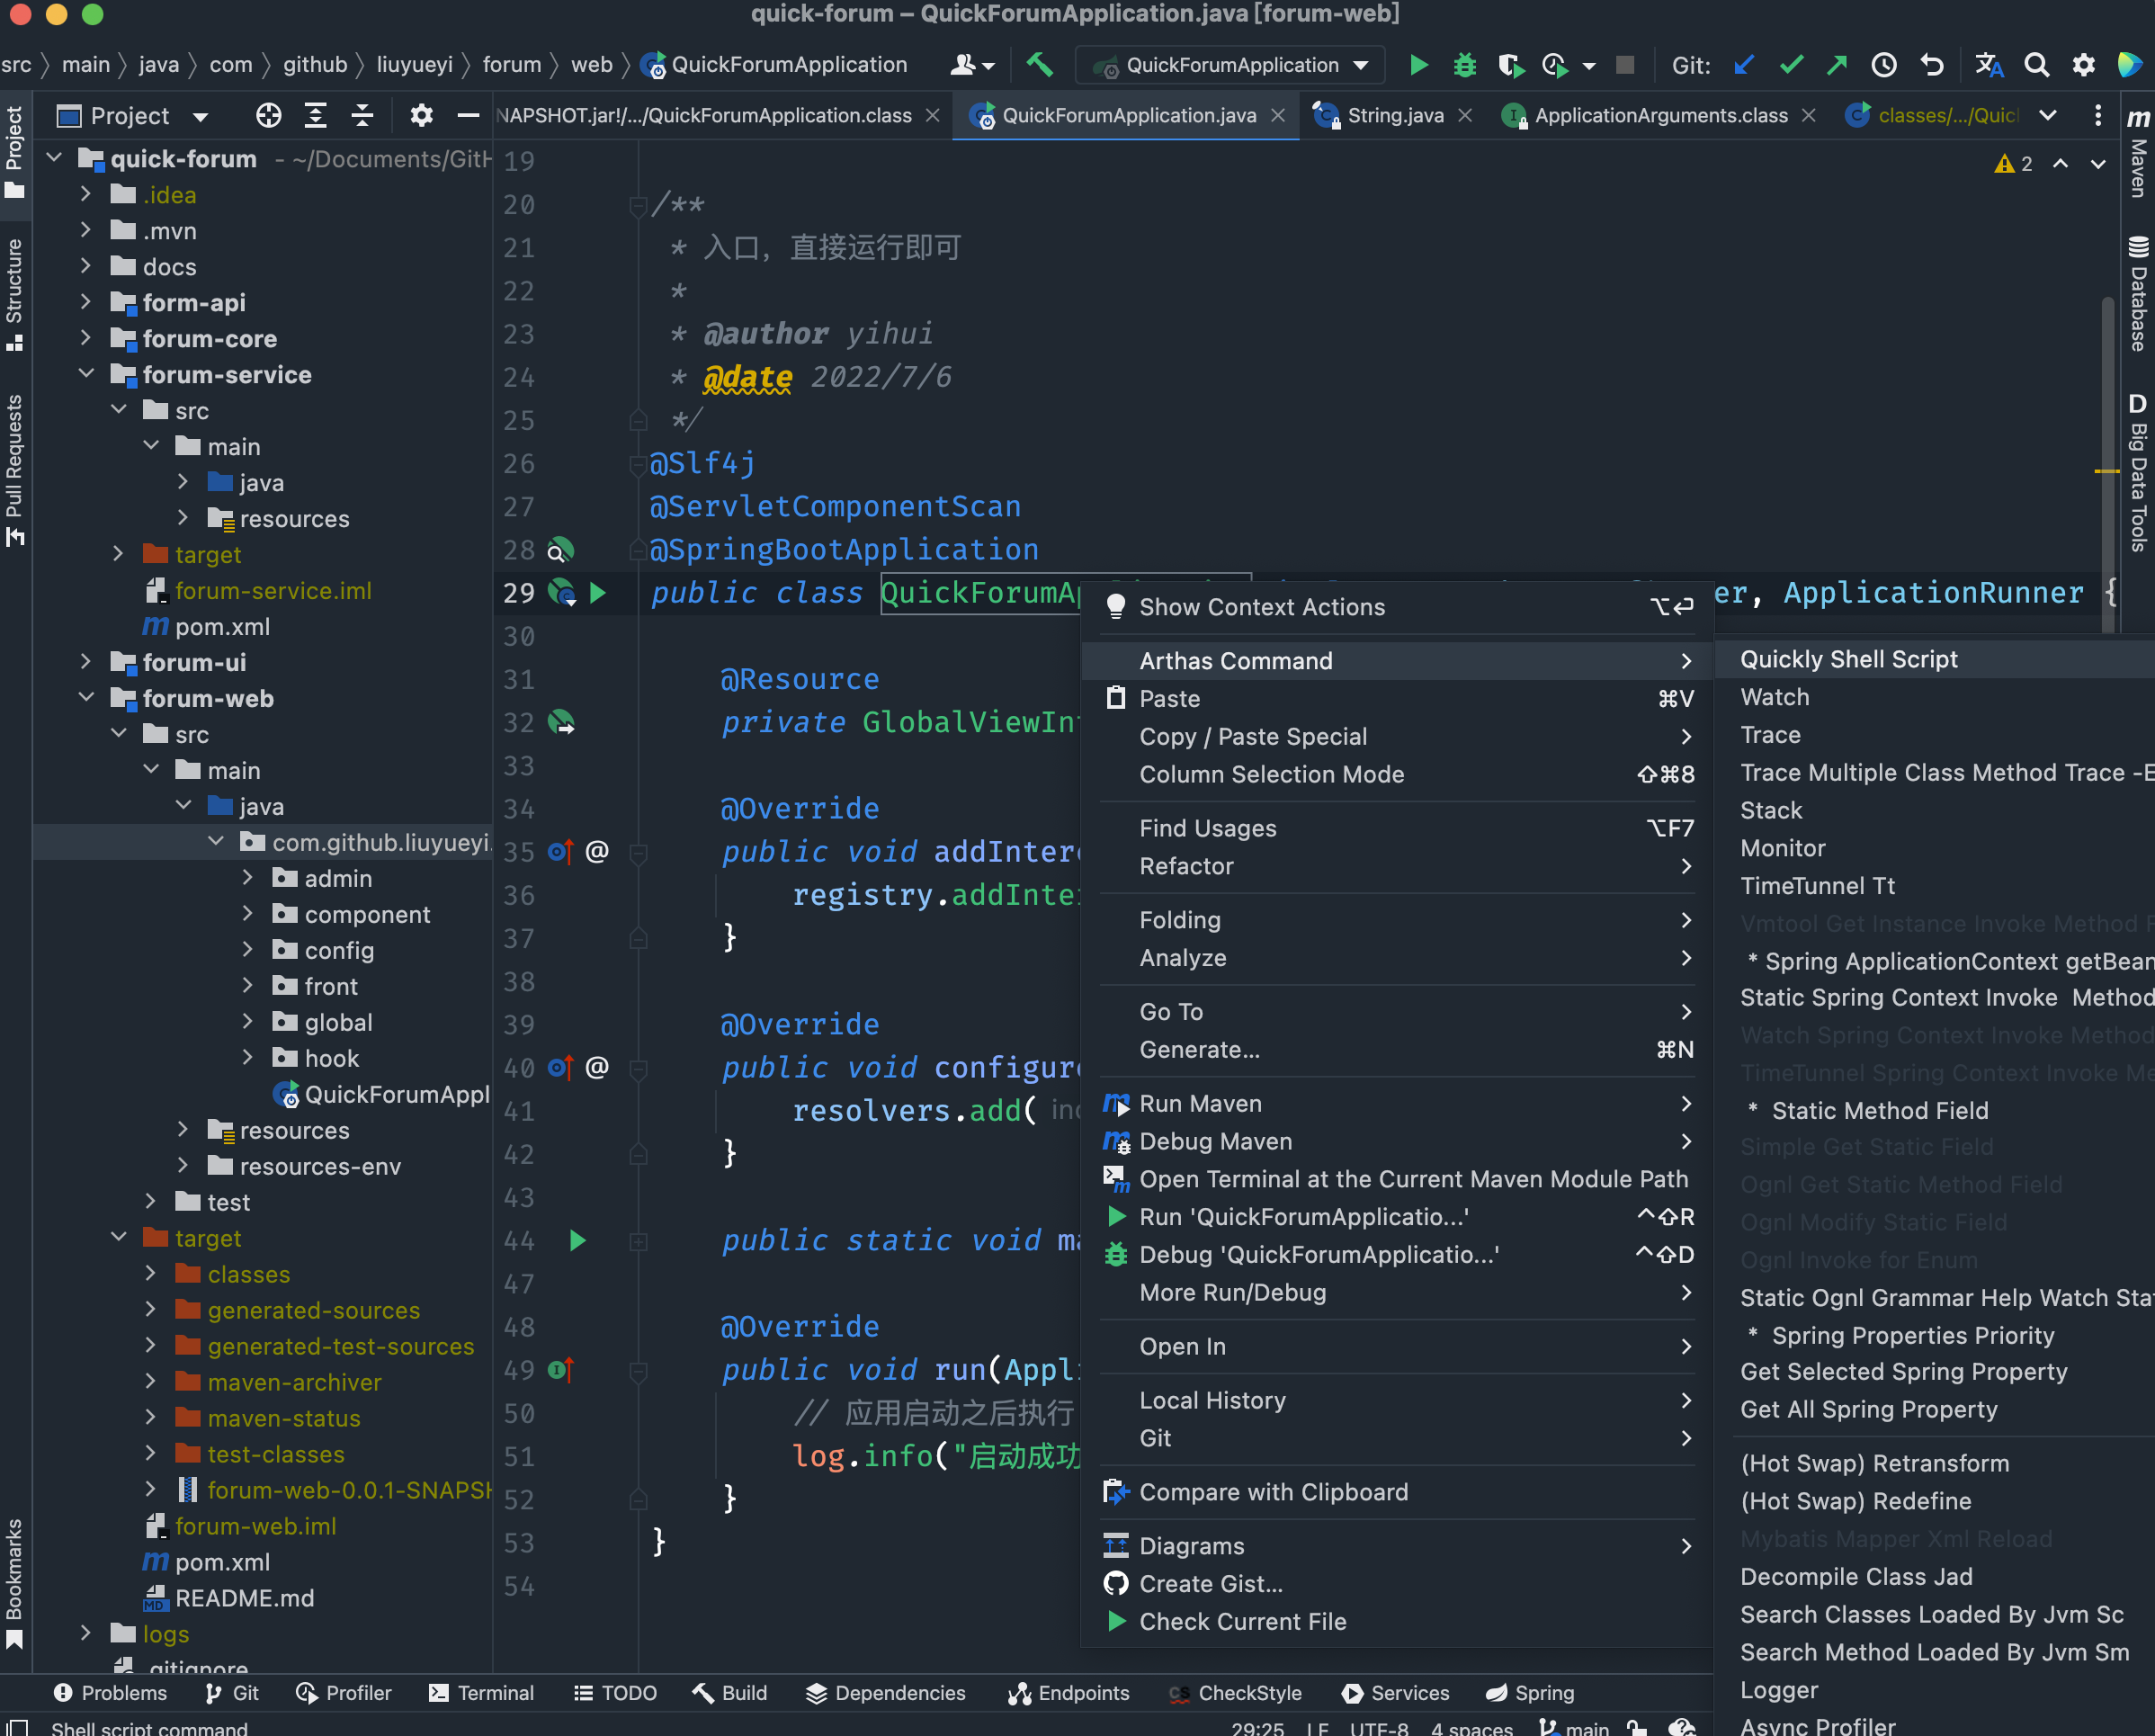 quick-forum – QuickForumApplication.java [forum-web]
src
main
java
com
github
liuyueyi
forum
web
QuickForumApplication
QuickForumApplication
Git:
Project
NAPSHOT.jar!/.../QuickForumApplication.class
QuickForumApplication.java
String.java
ApplicationArguments.class
classes/.../Quic
Project
Structure
Pull Requests
Bookmarks
Maven
Database
D Big Data Tools
quick-forum - ~/Documents/GitH
.idea
.mvn
docs
form-api
forum-core
forum-service
src
main
java
resources
target
forum-service.iml
pom.xml
forum-ui
forum-web
src
main
java
com.github.liuyueyi.
admin
component
config
front
global
hook
QuickForumAppl
resources
resources-env
test
target
classes
generated-sources
generated-test-sources
maven-archiver
maven-status
test-classes
forum-web-0.0.1-SNAPSH
forum-web.iml
pom.xml
README.md
logs
.gitignore
2
19
20 /**
21 * 入口，直接运行即可
22 *
23 * @author yihui
24 * @date 2022/7/6
25 */
26 @Slf4j
27 @ServletComponentScan
28 @SpringBootApplication
29 public class QuickForumAp er, ApplicationRunner {
30
31 @Resource
32 private GlobalViewInt
33
34 @Override
35 @ public void addInterc
36 registry.addInter
37 }
38
39 @Override
40 @ public void configure
41 resolvers.add( ind
42 }
43
44 public static void ma
47
48 @Override
49 public void run(Appli
50 // 应用启动之后执行
51 log.info("启动成功
52 }
53 }
54
Show Context Actions ⌥↩
Arthas Command
Paste ⌘V
Copy / Paste Special
Column Selection Mode ⇧⌘8
Find Usages ⌥F7
Refactor
Folding
Analyze
Go To
Generate... ⌘N
Run Maven
Debug Maven
Open Terminal at the Current Maven Module Path
Run 'QuickForumApplicatio...' ^⇧R
Debug 'QuickForumApplicatio...' ^⇧D
More Run/Debug
Open In
Local History
Git
Compare with Clipboard
Diagrams
Create Gist...
Check Current File
Quickly Shell Script
Watch
Trace
Trace Multiple Class Method Trace -E
Stack
Monitor
TimeTunnel Tt
Vmtool Get Instance Invoke Method F
* Spring ApplicationContext getBean
Static Spring Context Invoke Method
Watch Spring Context Invoke Method
TimeTunnel Spring Context Invoke Me
* Static Method Field
Simple Get Static Field
Ognl Get Static Method Field
Ognl Modify Static Field
Ognl Invoke for Enum
Static Ognl Grammar Help Watch Stat
* Spring Properties Priority
Get Selected Spring Property
Get All Spring Property
(Hot Swap) Retransform
(Hot Swap) Redefine
Mybatis Mapper Xml Reload
Decompile Class Jad
Search Classes Loaded By Jvm Sc
Search Method Loaded By Jvm Sm
Logger
Async Profiler
Problems
Git
Profiler
Terminal
TODO
Build
Dependencies
Endpoints
CheckStyle
Services
Spring
Shell script command
29:25 LF UTF-8 4 spaces main